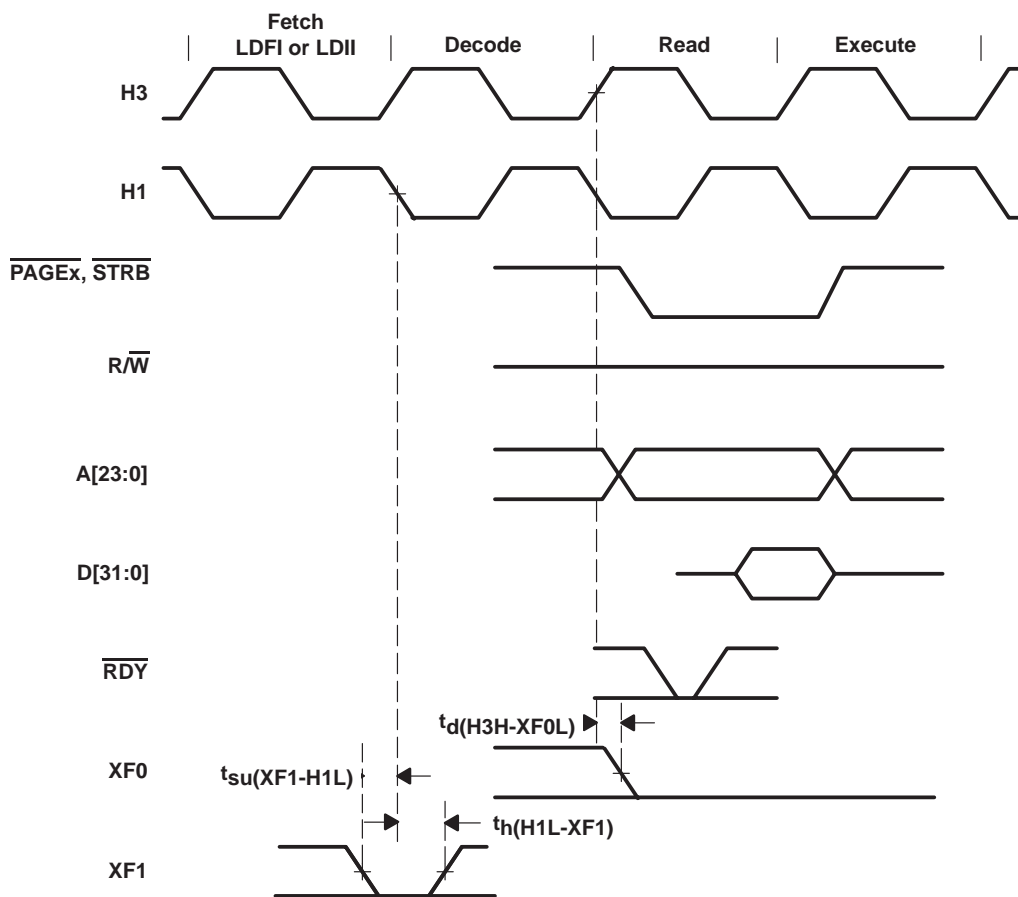 Fetch
LDFI or LDII
Decode
Read
Execute
H3
H1
PAGEx, STRB
R/W
A[23:0]
D[31:0]
RDY
td(H3H-XF0L)
XF0
tsu(XF1-H1L)
th(H1L-XF1)
XF1